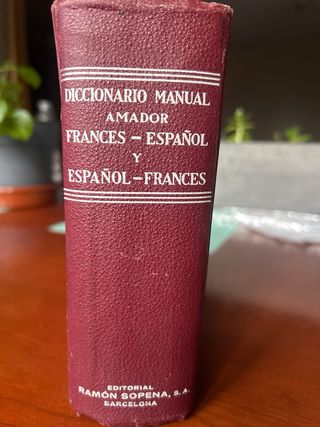 DICCIONARIO MANUAL
AMADOR
FRANCES – ESPAÑOL
Y
ESPAÑOL – FRANCES
EDITORIAL
RAMÓN SOPENA, S. A.
BARCELONA